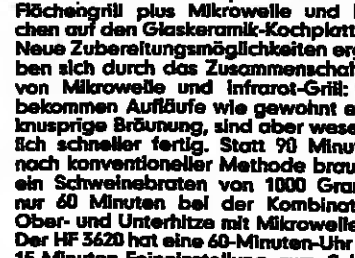 Flächengrill plus Mikrowelle und
chen auf den Glaskeramik-Kochplatt
Neue Zubereitungsmöglichkeiten er
ben sich durch das Zusammenschal
von Mikrowelle und Infrarot-Grill:
bekommen Aufläufe wie gewohnt e
knusprige Bräunung, sind aber wese
lich schneller fertig. Statt 90 Minu
nach konventioneller Methode brau
ein Schweinebraten von 1000 Gra
nur 60 Minuten bei der Kombinat
Ober- und Unterhitze mit Mikrowelle
Der HF 3620 hat eine 60-Minuten-Uhr